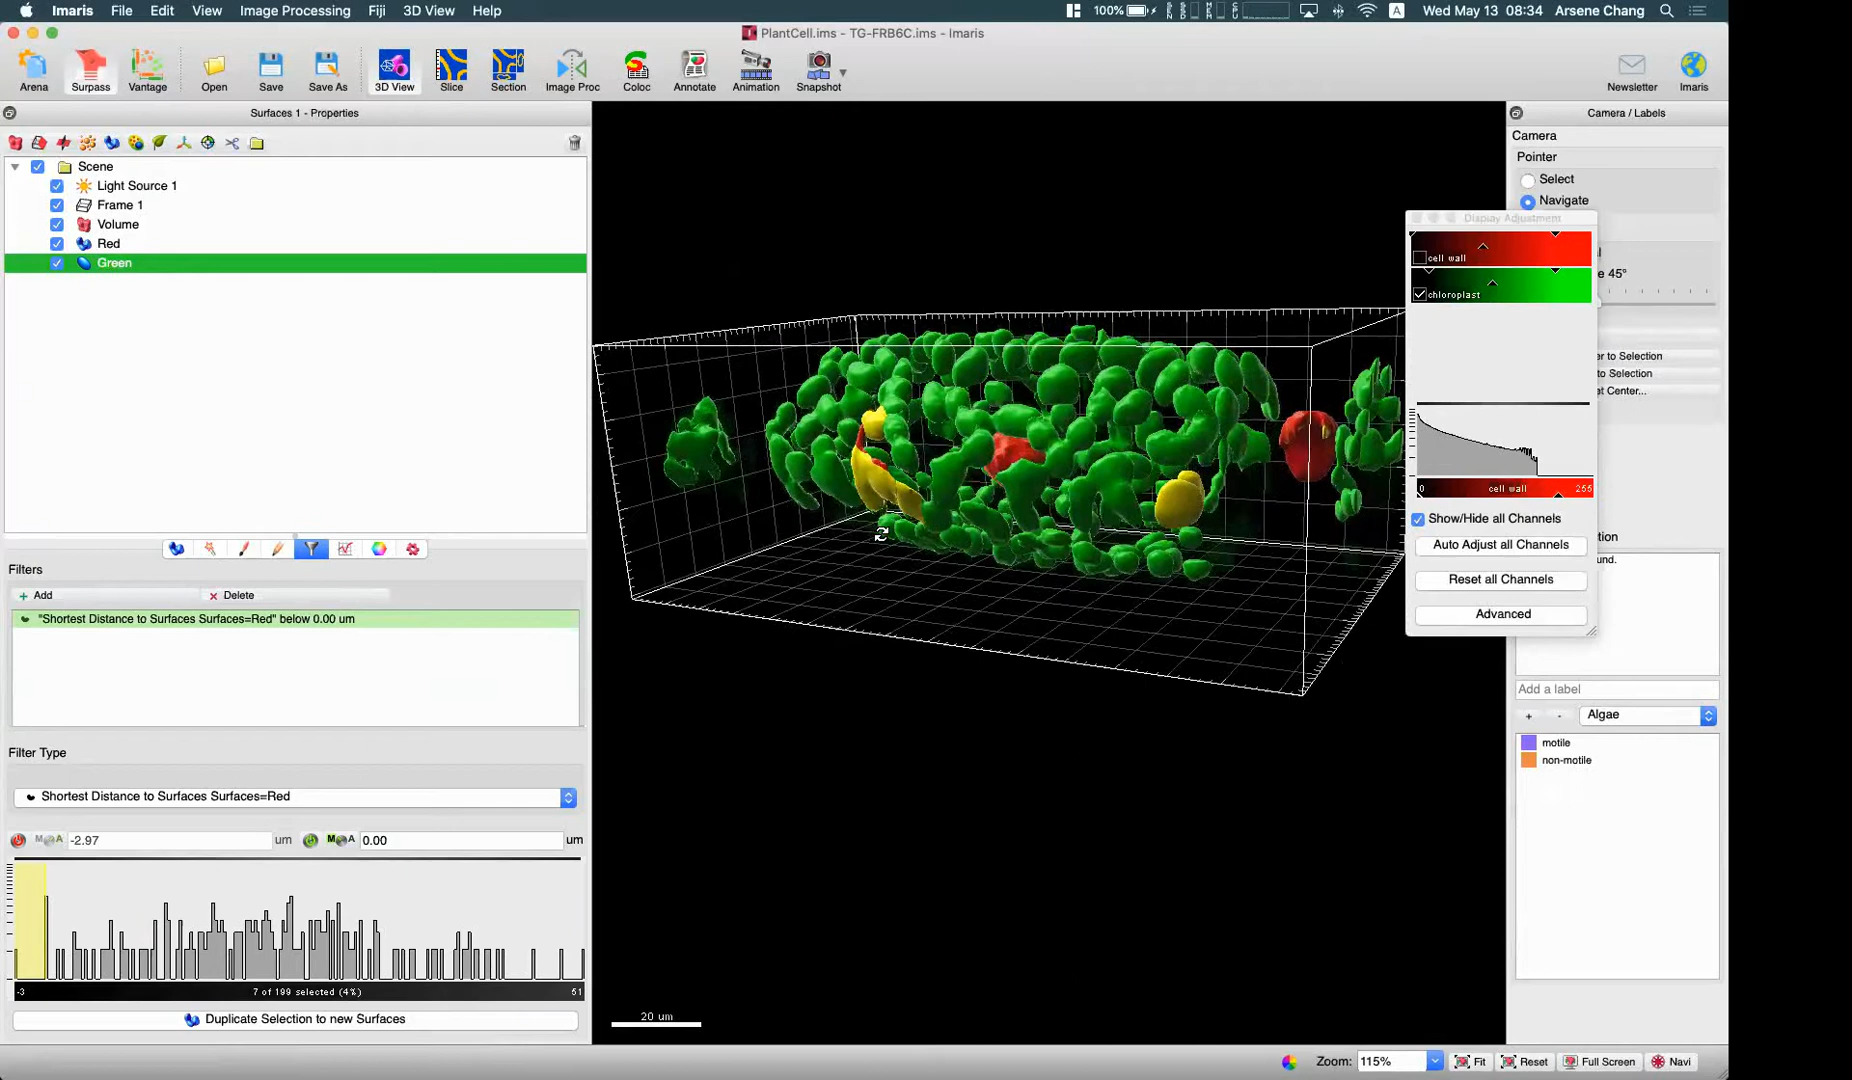 Imaris File Edit View Image Processing Fiji 3D View Help 100% A Wed May 13 08:34 Arsene Chang
PlantCell.ims - TG-FRB6C.ims - Imaris
Arena Surpass Vantage Open Save Save As 3D View Slice Section Image Proc Coloc Annotate Animation Snapshot Newsletter Imaris
Surfaces 1 - Properties
Camera / Labels
Scene
Light Source 1
Frame 1
Volume
Red
Green
Camera
Pointer
Select
Navigate
Display Adjustment
cell wall
e 45°
chloroplast
er to Selection
to Selection
et Center...
0 cell wall 255
Show/Hide all Channels
Auto Adjust all Channels
Reset all Channels
Advanced
tion
und.
Add a label
+ - Algae
motile
non-motile
Filters
Add Delete
"Shortest Distance to Surfaces Surfaces=Red" below 0.00 um
Filter Type
Shortest Distance to Surfaces Surfaces=Red
M A -2.97 um M A 0.00 um
-3 7 of 199 selected (4%) 51
Duplicate Selection to new Surfaces
20 um
Zoom: 115% Fit Reset Full Screen Navi